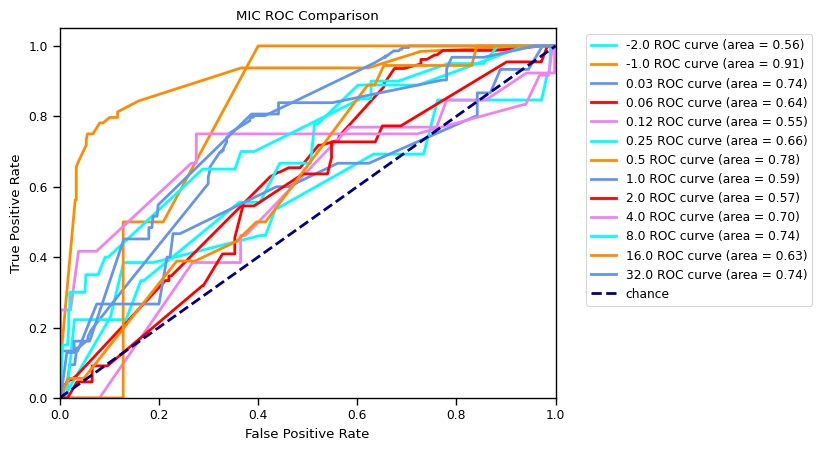 MIC ROC Comparison
1.0
0.8
0.6
0.4
0.2
0.0
True Positive Rate
0.0 0.2 0.4 0.6 0.8 1.0
False Positive Rate
-2.0 ROC curve (area = 0.56)
-1.0 ROC curve (area = 0.91)
0.03 ROC curve (area = 0.74)
0.06 ROC curve (area = 0.64)
0.12 ROC curve (area = 0.55)
0.25 ROC curve (area = 0.66)
0.5 ROC curve (area = 0.78)
1.0 ROC curve (area = 0.59)
2.0 ROC curve (area = 0.57)
4.0 ROC curve (area = 0.70)
8.0 ROC curve (area = 0.74)
16.0 ROC curve (area = 0.63)
32.0 ROC curve (area = 0.74)
chance